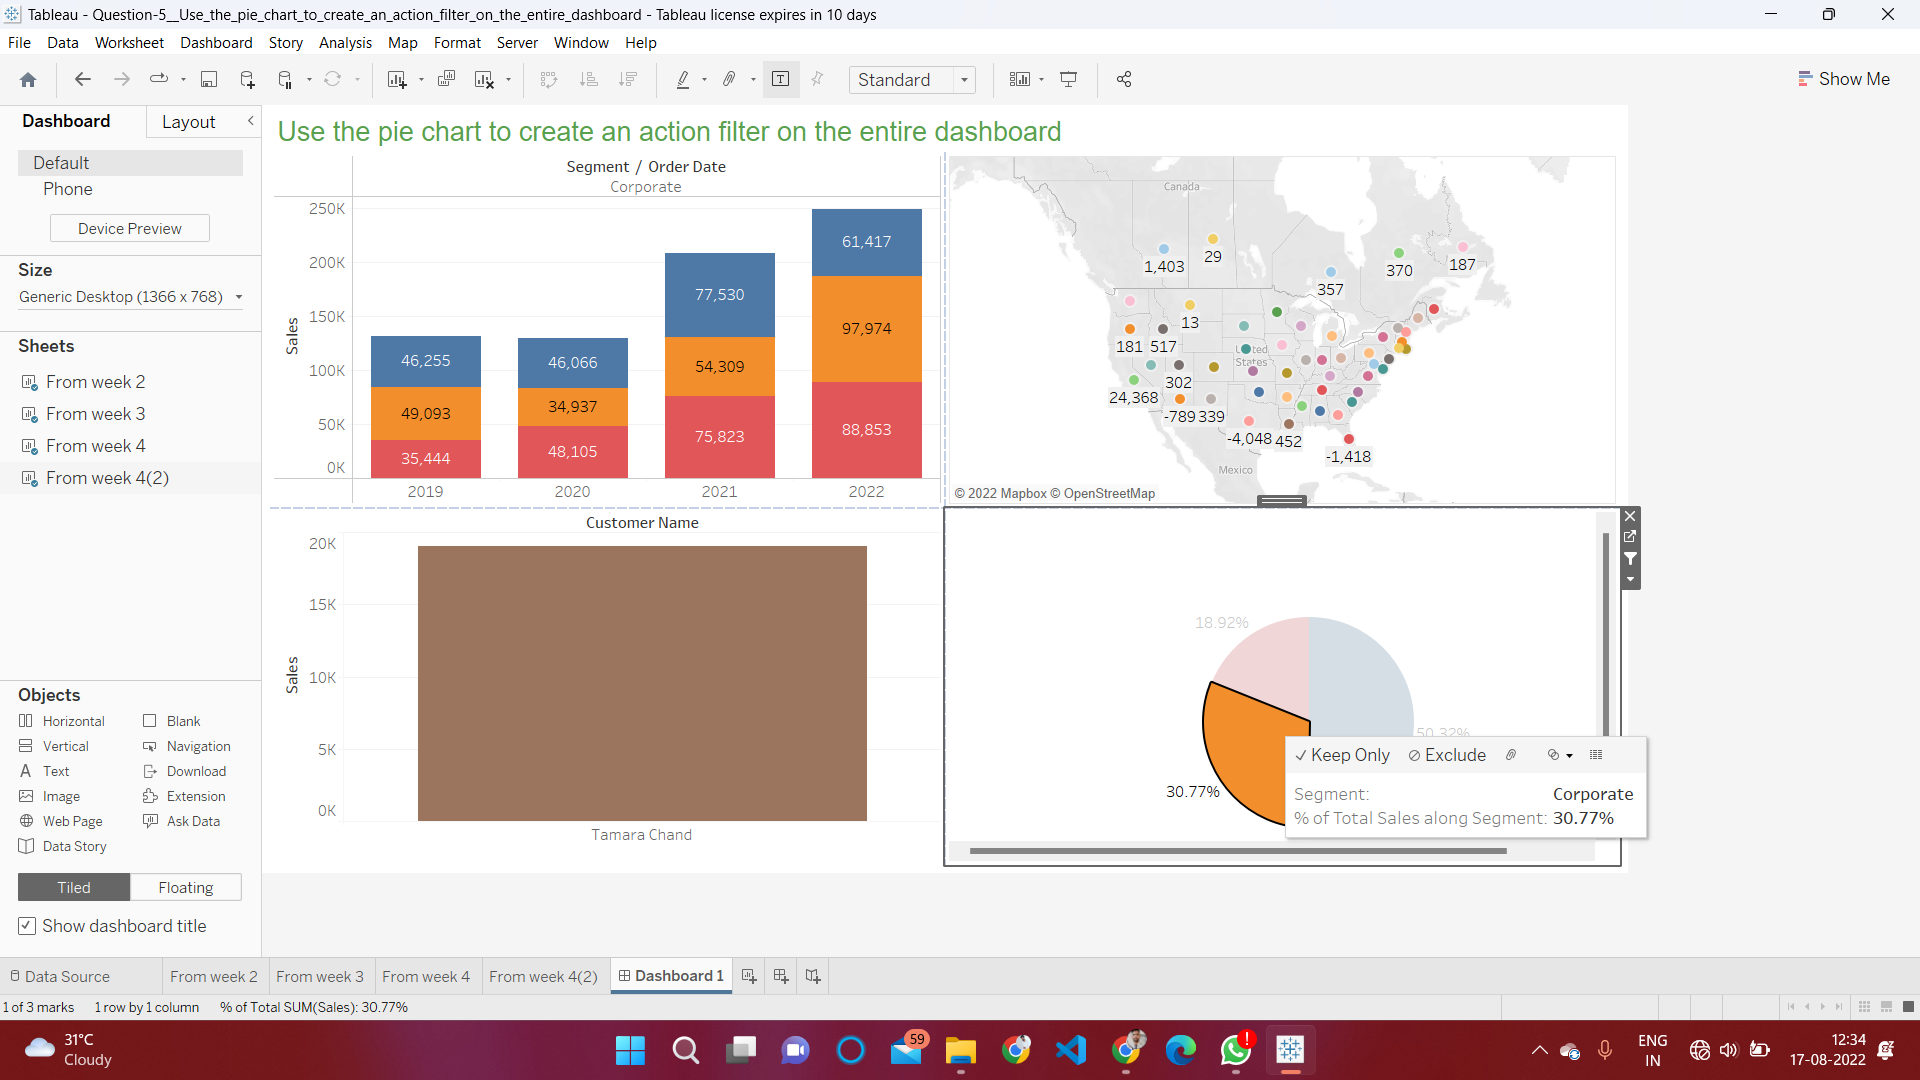 Tableau - Question-5__Use_the_pie_chart_to_create_an_action_filter_on_the_entire_dashboard - Tableau license expires in 10 days
File Data Worksheet Dashboard Story Analysis Map Format Server Window Help
Standard
Show Me
Dashboard
Layout
Default
Phone
Device Preview
Size
Generic Desktop (1366 x 768)
Sheets
From week 2
From week 3
From week 4
From week 4(2)
Objects
Horizontal
Blank
Vertical
Navigation
Text
Download
Image
Extension
Web Page
Ask Data
Data Story
Tiled
Floating
Show dashboard title
Use the pie chart to create an action filter on the entire dashboard
Segment / Order Date
Corporate
Sales
250K
200K
150K
100K
50K
0K
46,255
49,093
35,444
46,066
34,937
48,105
77,530
54,309
75,823
61,417
97,974
88,853
2019
2020
2021
2022
Canada
1,403
29
370
187
357
13
181
517
United States
302
24,368
-789
339
-4,048
452
-1,418
Mexico
© 2022 Mapbox © OpenStreetMap
Customer Name
Sales
20K
15K
10K
5K
0K
Tamara Chand
18.92%
50.32%
30.77%
Keep Only
Exclude
Segment: Corporate
% of Total Sales along Segment: 30.77%
Data Source
From week 2
From week 3
From week 4
From week 4(2)
Dashboard 1
1 of 3 marks
1 row by 1 column
% of Total SUM(Sales): 30.77%
31°C
Cloudy
59
ENG
IN
12:34
17-08-2022